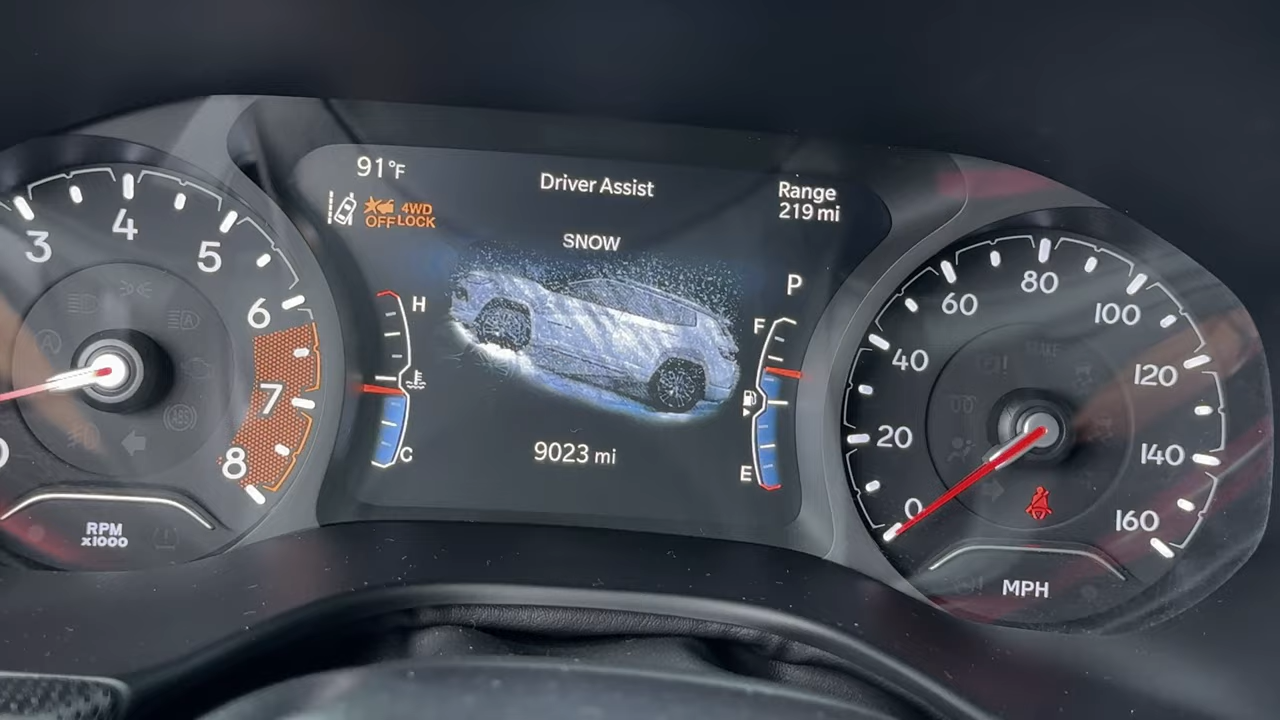 91°F
Driver Assist
Range
219 mi
OFF
4WD
LOCK
SNOW
P
H
C
F
E
9023 mi
3
4
5
6
7
8
RPM
x1000
ABS
0
20
40
60
80
100
120
140
160
MPH